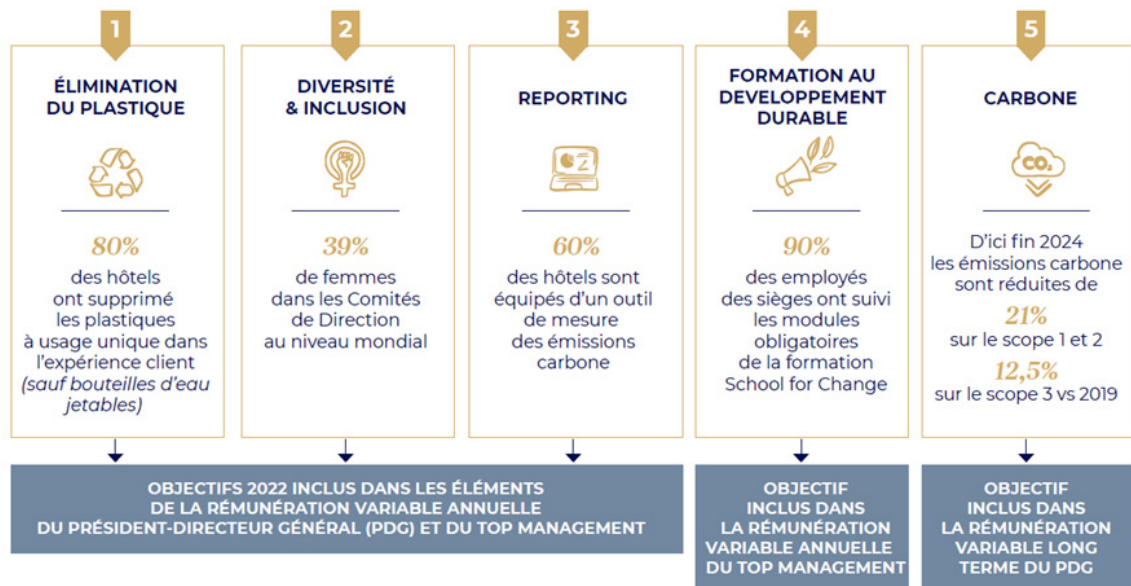 1
ÉLIMINATION
DU PLASTIQUE
80%
des hôtels
ont supprimé
les plastiques
à usage unique dans
l'expérience client
(sauf bouteilles d'eau
jetables)
2
DIVERSITÉ
& INCLUSION
39%
de femmes
dans les Comités
de Direction
au niveau mondial
3
REPORTING
60%
des hôtels sont
équipés d'un outil
de mesure
des émissions
carbone
4
FORMATION AU
DEVELOPPEMENT
DURABLE
90%
des employés
des sièges ont suivi
les modules
obligatoires
de la formation
School for Change
5
CARBONE
CO₂
D'ici fin 2024
les émissions carbone
sont réduites de
21%
sur le scope 1 et 2
12,5%
sur le scope 3 vs 2019
OBJECTIFS 2022 INCLUS DANS LES ÉLÉMENTS
DE LA RÉMUNÉRATION VARIABLE ANNUELLE
DU PRÉSIDENT-DIRECTEUR GÉNÉRAL (PDG) ET DU TOP MANAGEMENT
OBJECTIF
INCLUS DANS
LA RÉMUNÉRATION
VARIABLE ANNUELLE
DU TOP MANAGEMENT
OBJECTIF
INCLUS DANS
LA RÉMUNÉRATION
VARIABLE LONG
TERME DU PDG